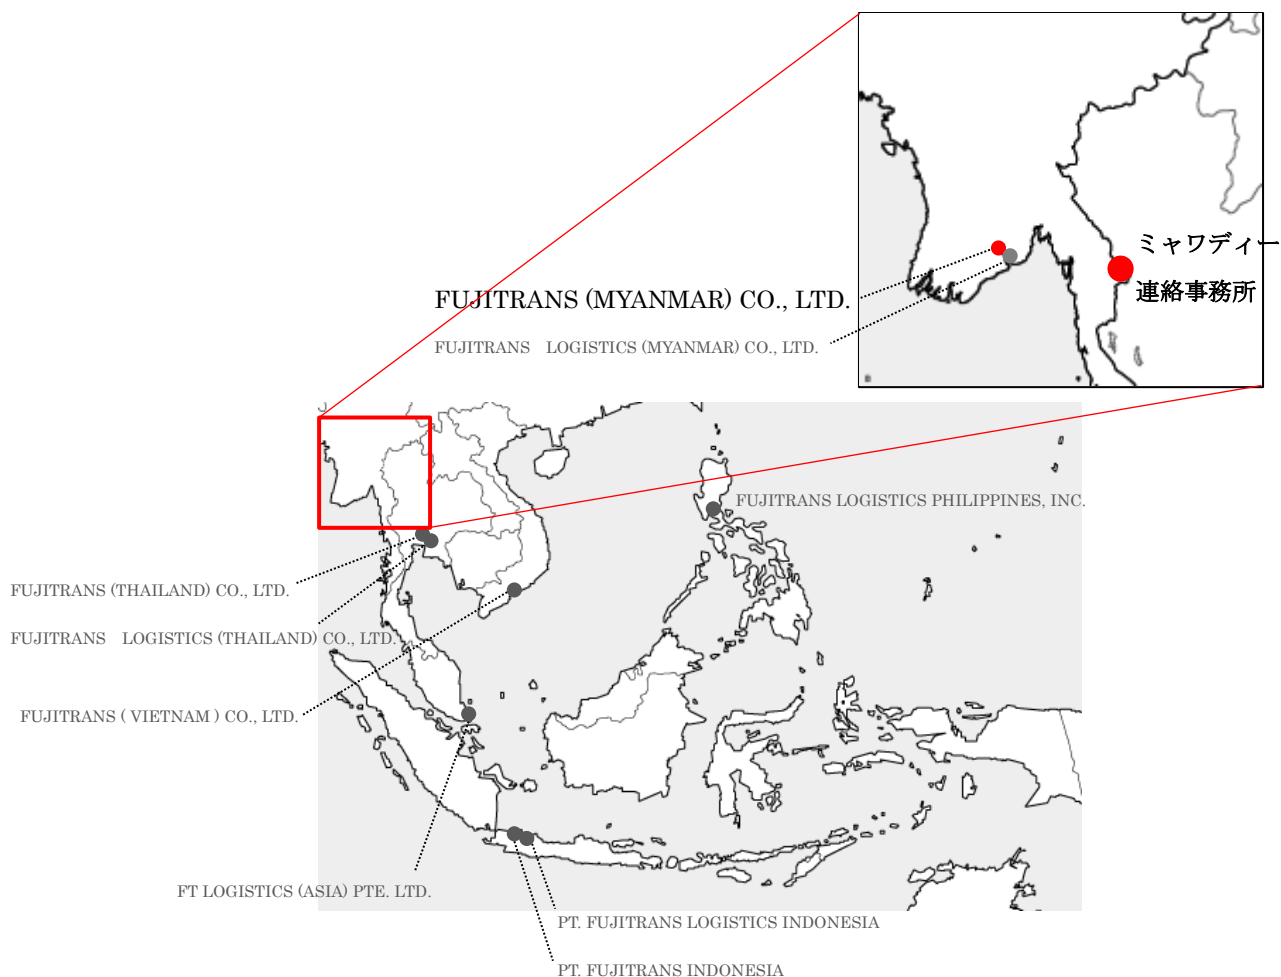 ミャワディー
連絡事務所
FUJITRANS (MYANMAR) CO., LTD.
FUJITRANS　LOGISTICS (MYANMAR) CO., LTD.
FUJITRANS LOGISTICS PHILIPPINES, INC.
FUJITRANS (THAILAND) CO., LTD.
FUJITRANS　LOGISTICS (THAILAND) CO., LTD.
FUJITRANS ( VIETNAM ) CO., LTD.
FT LOGISTICS (ASIA) PTE. LTD.
PT. FUJITRANS LOGISTICS INDONESIA
PT. FUJITRANS INDONESIA